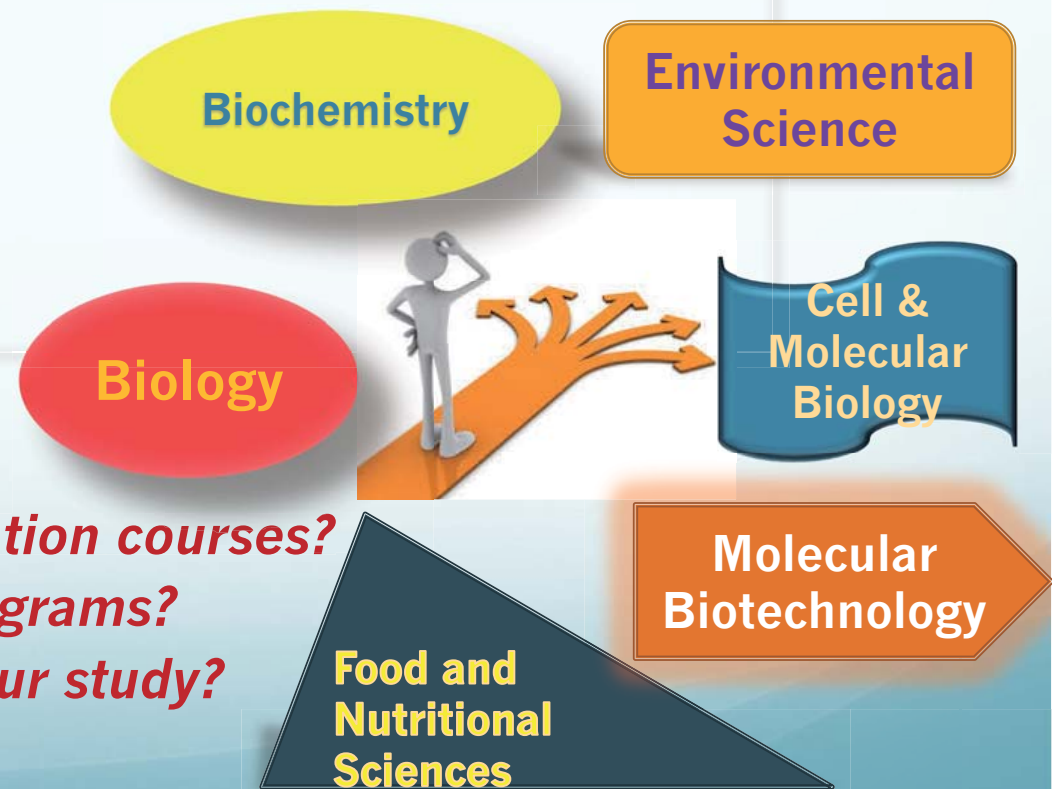 Biochemistry
Environmental
Science
Cell &
Molecular
Biology
Biology
tion courses?
grams?
ur study?
Molecular
Biotechnology
Food and
Nutritional
Sciences